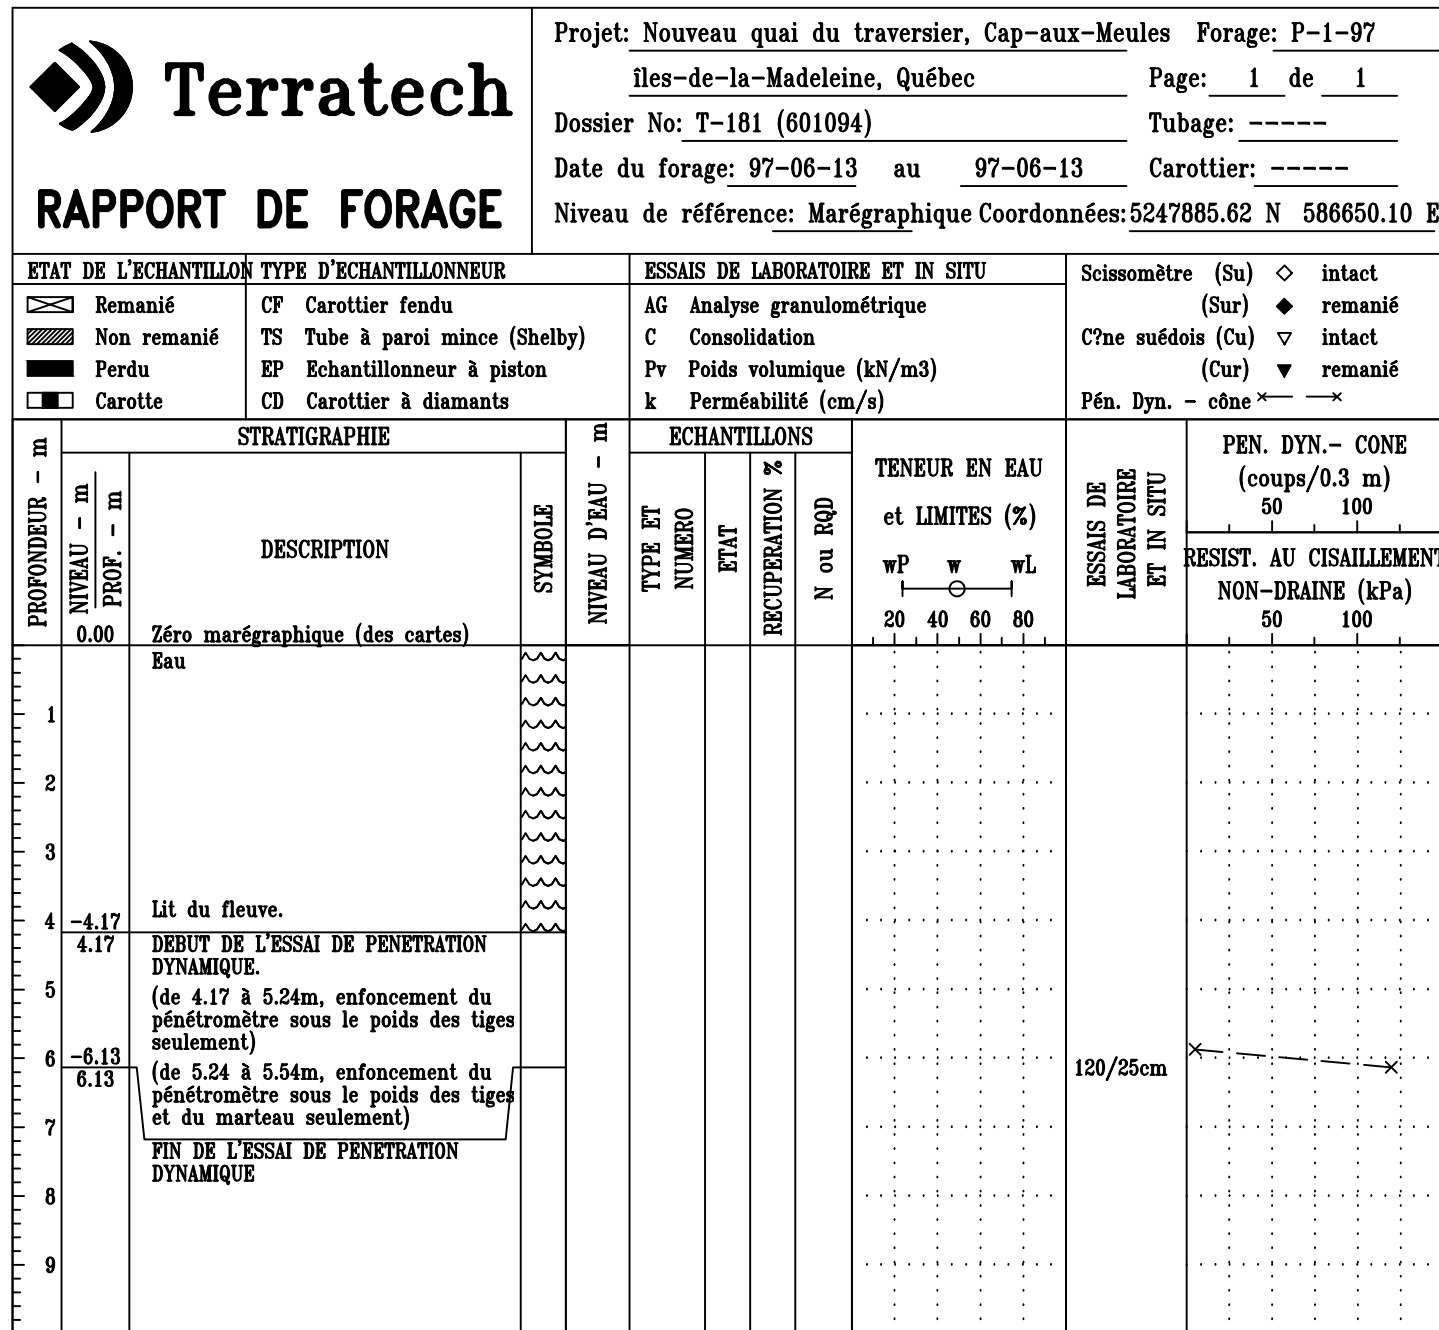 Terratech
RAPPORT DE FORAGE
Projet: Nouveau quai du traversier, Cap-aux-Meules Forage: P-1-97
îles-de-la-Madeleine, Québec Page: 1 de 1
Dossier No: T-181 (601094) Tubage: -----
Date du forage: 97-06-13 au 97-06-13 Carottier: -----
Niveau de référence: Marégraphique Coordonnées: 5247885.62 N 586650.10 E
ETAT DE L'ECHANTILLON
Remanié
Non remanié
Perdu
Carotte
TYPE D'ECHANTILLONNEUR
CF Carottier fendu
TS Tube à paroi mince (Shelby)
EP Echantillonneur à piston
CD Carottier à diamants
ESSAIS DE LABORATOIRE ET IN SITU
AG Analyse granulométrique
C Consolidation
Pv Poids volumique (kN/m3)
k Perméabilité (cm/s)
Scissomètre (Su) ◇ intact
(Sur) ◆ remanié
C?ne suédois (Cu) ▽ intact
(Cur) ▼ remanié
Pén. Dyn. - cône ×— —×
PROFONDEUR - m
STRATIGRAPHIE
NIVEAU - m
PROF. - m
DESCRIPTION
SYMBOLE
NIVEAU D'EAU - m
ECHANTILLONS
TYPE ET
NUMERO
ETAT
RECUPERATION %
N ou RQD
TENEUR EN EAU
et LIMITES (%)
wP w wL
20 40 60 80
ESSAIS DE
LABORATOIRE
ET IN SITU
PEN. DYN.- CONE
(coups/0.3 m)
50 100
RESIST. AU CISAILLEMENT
NON-DRAINE (kPa)
50 100
0.00 Zéro marégraphique (des cartes)
Eau
1
2
3
Lit du fleuve.
4 -4.17
4.17 DEBUT DE L'ESSAI DE PENETRATION
DYNAMIQUE.
5 (de 4.17 à 5.24m, enfoncement du
pénétromètre sous le poids des tiges
seulement)
6 -6.13
6.13 (de 5.24 à 5.54m, enfoncement du
pénétromètre sous le poids des tiges
et du marteau seulement)
120/25cm
7
FIN DE L'ESSAI DE PENETRATION
DYNAMIQUE
8
9